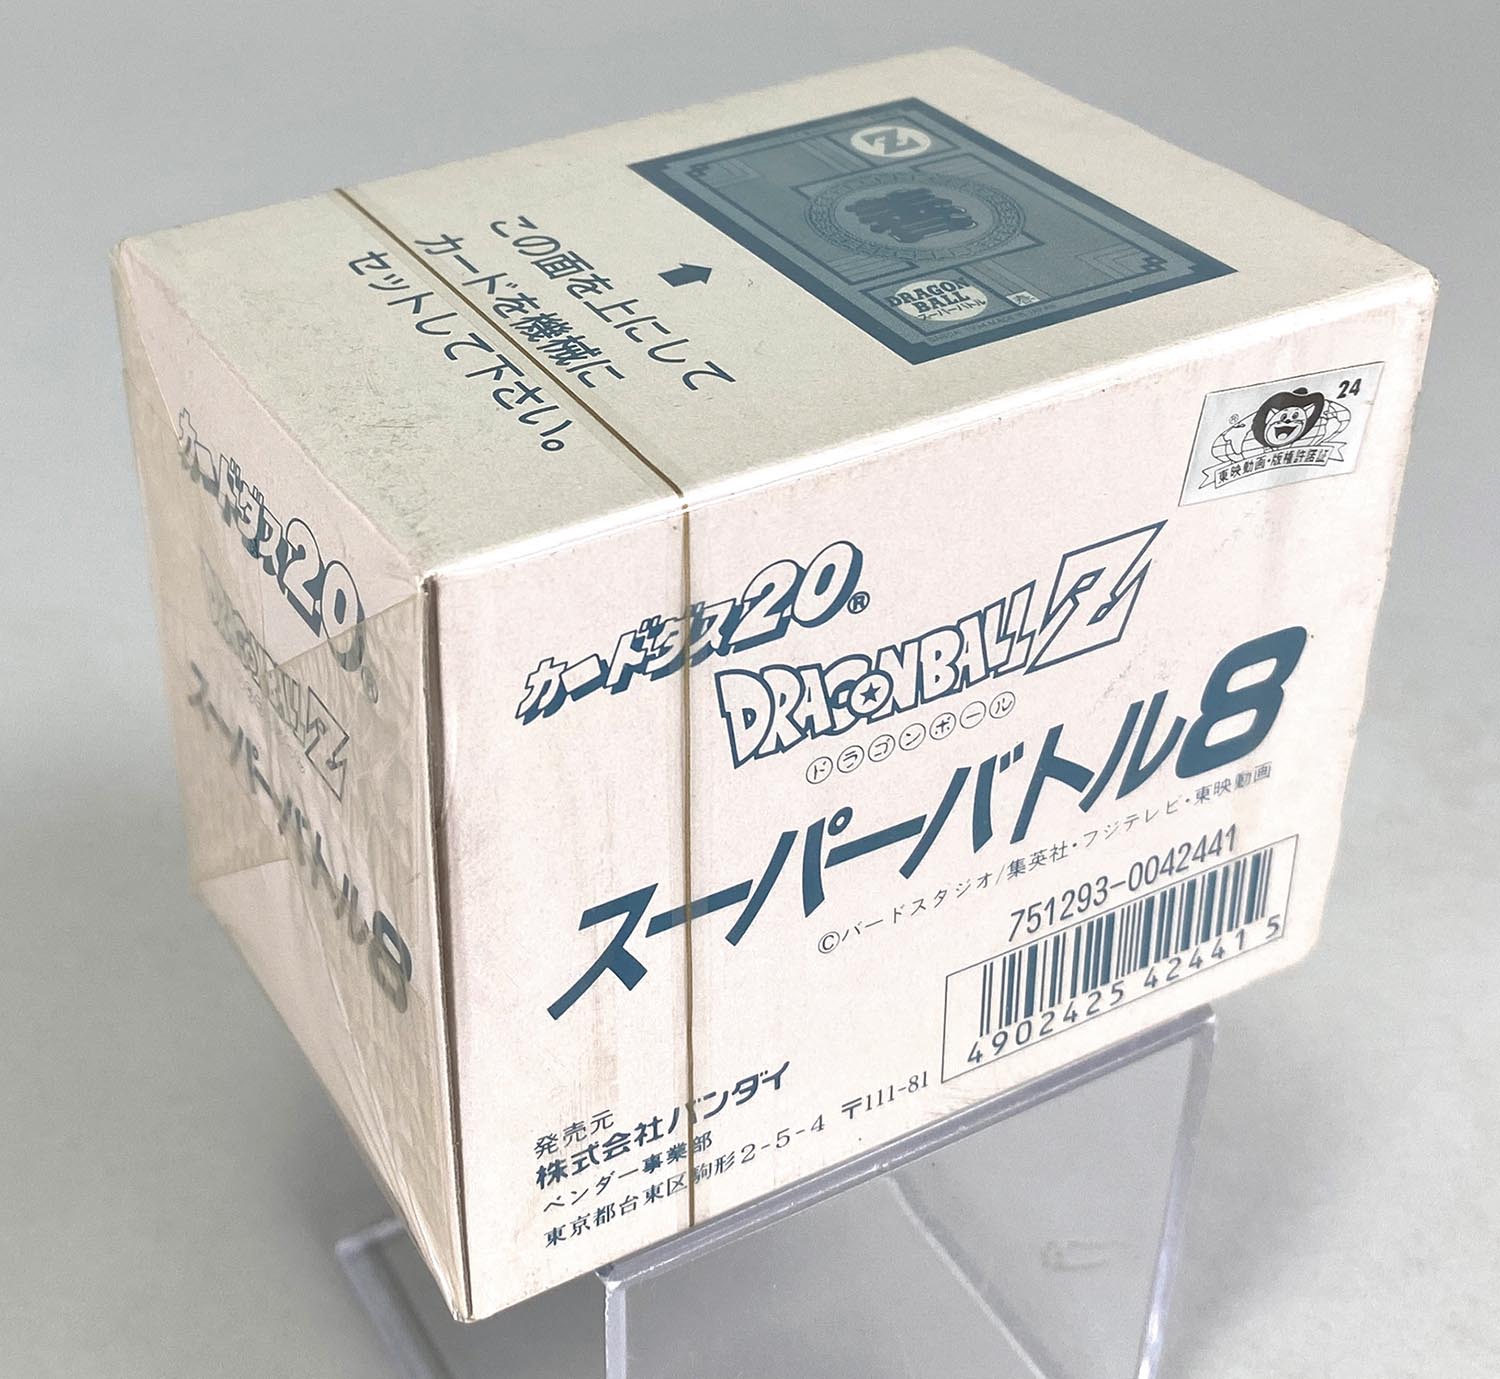 この面を上にして
カードを機械に
セットして下さい。
Z
DRAGON
BALL
スーパーバトル
24
®
東映動画・版権許諾証
カードダス20®
DRAGONBALL Z
スーパーバトル8
カードダス20®
DRAGONBALL Z
ドラゴンボール
スーパーバトル8
©バードスタジオ/集英社・フジテレビ・東映動画
751293-0042441
4902425 424415
発売元
株式会社バンダイ
ベンダー事業部
東京都台東区駒形2-5-4 〒111-81